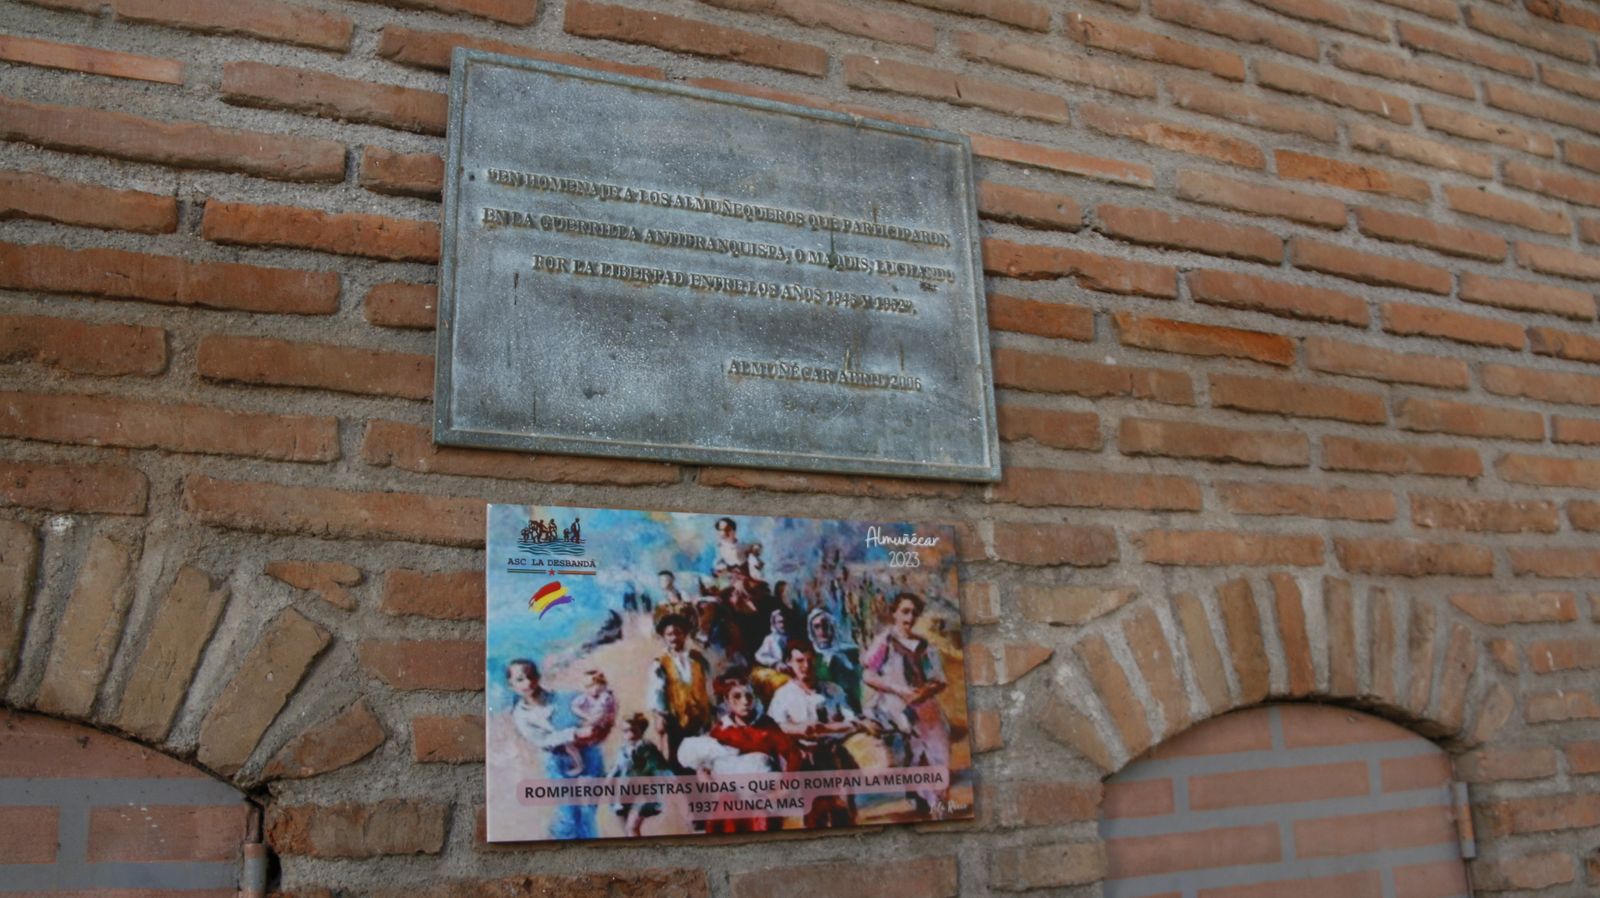 "EN HOMENAJE A LOS ALMUÑEQUEROS QUE PARTICIPARON
EN LA GUERRILLA ANTIFRANQUISTA, O MAQUIS, LUCHANDO
POR LA LIBERTAD ENTRE LOS AÑOS 1945 Y 1952".
ALMUÑÉCAR ABRIL 2006
ASC. LA DESBANDÁ
Almuñécar
2023
ROMPIERON NUESTRAS VIDAS - QUE NO ROMPAN LA MEMORIA
1937 NUNCA MAS